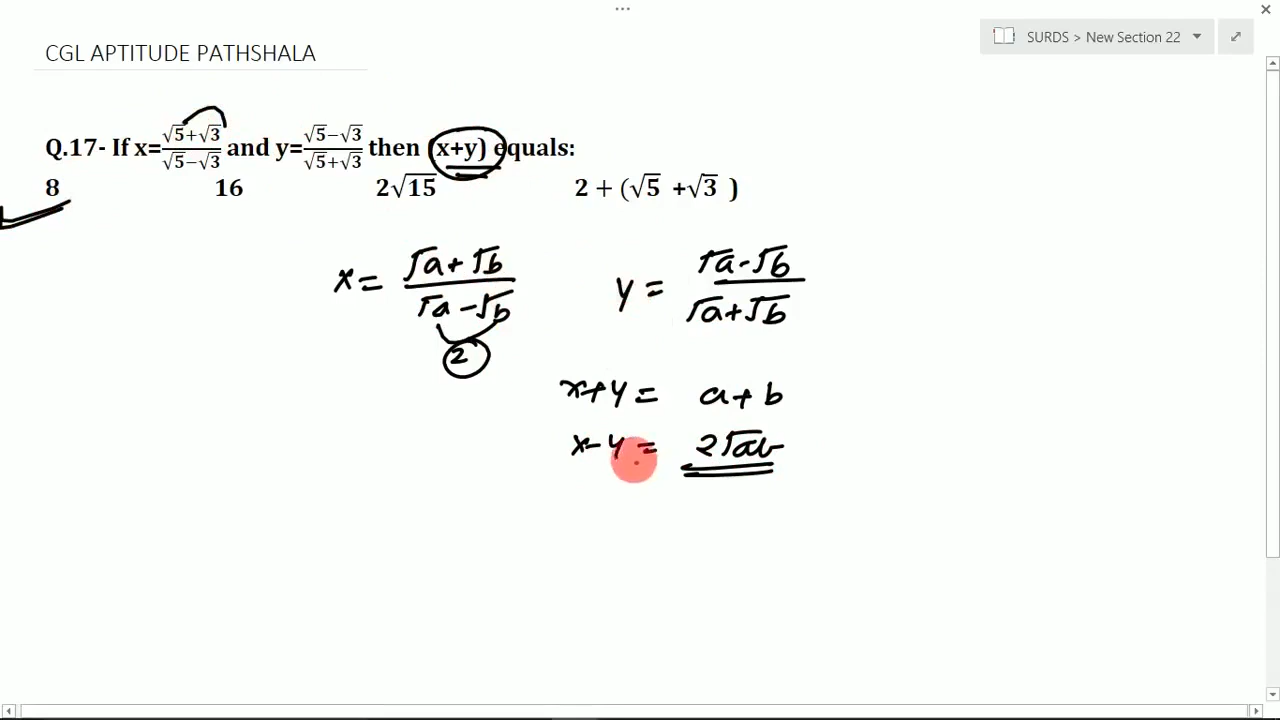 SURDS > New Section 22
CGL APTITUDE PATHSHALA
Q.17- If x=(√5+√3)/(√5−√3) and y=(√5−√3)/(√5+√3) then (x+y) equals:
8 16 2√15 2 + (√5 +√3 )
x = (√a + √b)/(√a − √b) y = (√a - √b)/(√a + √b)
2
x+y = a+b
x-y = 2√ab